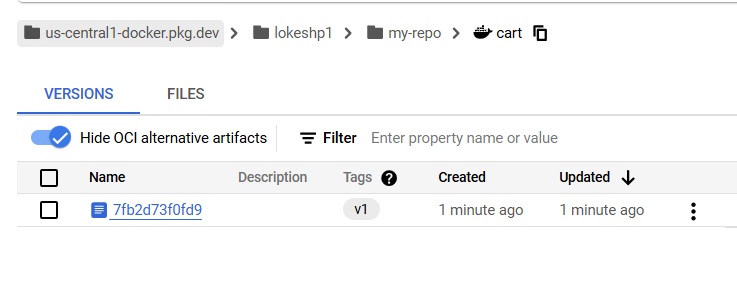 us-central1-docker.pkg.dev > lokeshp1 > my-repo > cart
VERSIONS FILES
Hide OCI alternative artifacts Filter Enter property name or value
Name Description Tags ? Created Updated ↓
7fb2d73f0fd9 v1 1 minute ago 1 minute ago